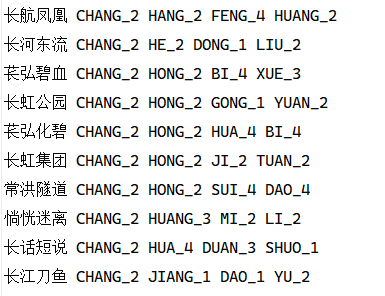 长航凤凰 CHANG_2 HANG_2 FENG_4 HUANG_2
长河东流 CHANG_2 HE_2 DONG_1 LIU_2
苌弘碧血 CHANG_2 HONG_2 BI_4 XUE_3
长虹公园 CHANG_2 HONG_2 GONG_1 YUAN_2
苌弘化碧 CHANG_2 HONG_2 HUA_4 BI_4
长虹集团 CHANG_2 HONG_2 JI_2 TUAN_2
常洪隧道 CHANG_2 HONG_2 SUI_4 DAO_4
惝恍迷离 CHANG_2 HUANG_3 MI_2 LI_2
长话短说 CHANG_2 HUA_4 DUAN_3 SHUO_1
长江刀鱼 CHANG_2 JIANG_1 DAO_1 YU_2